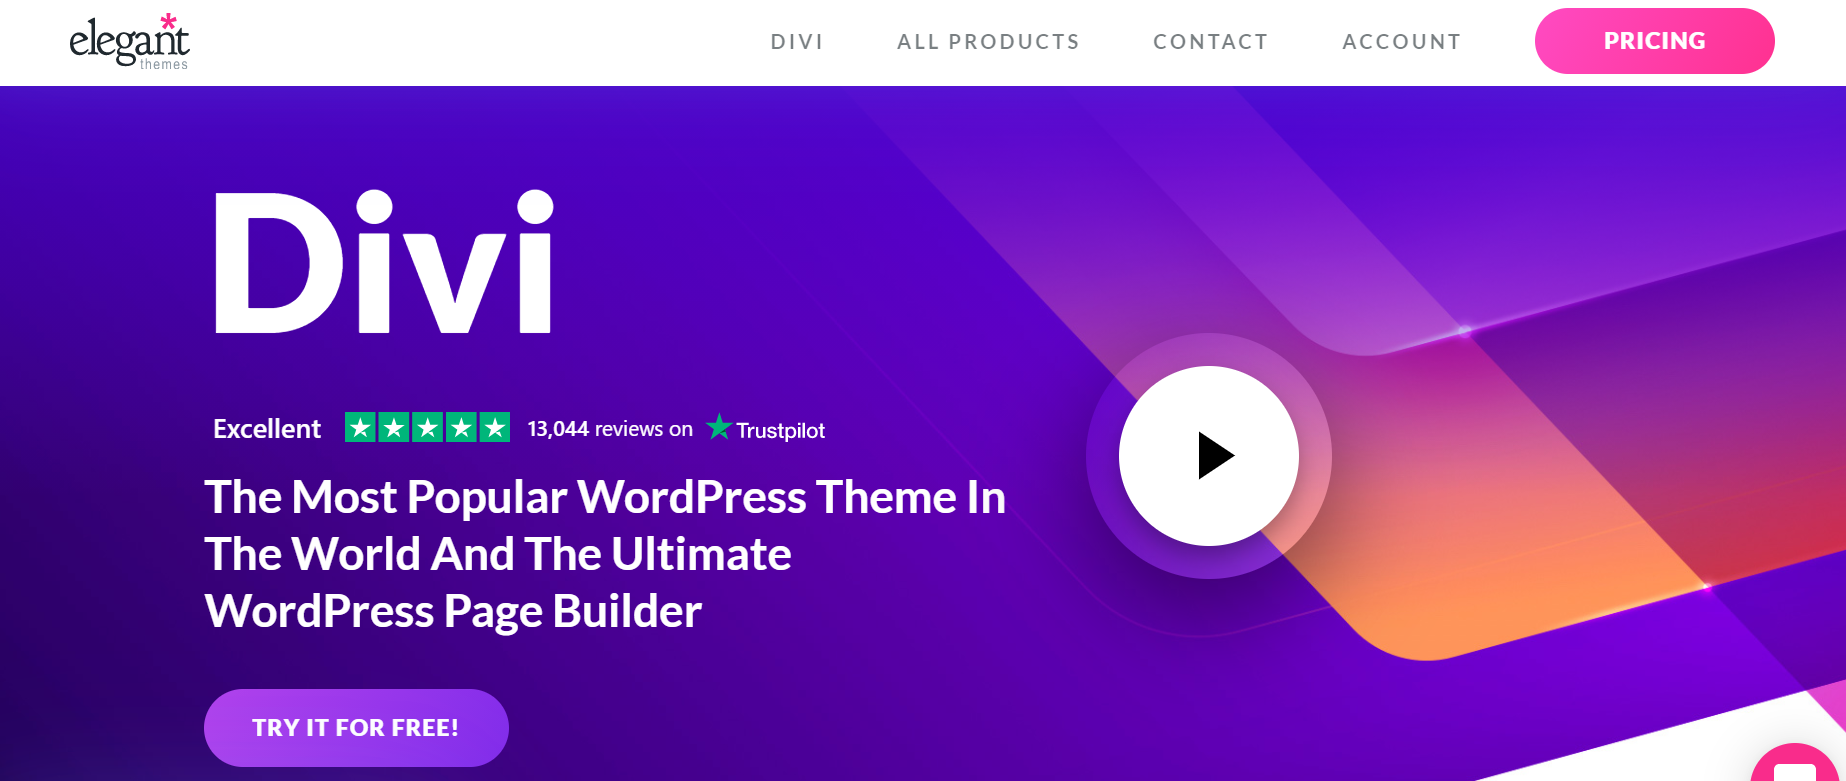 elegant
themes
DIVI
ALL PRODUCTS
CONTACT
ACCOUNT
PRICING
Divi
Excellent 13,044 reviews on Trustpilot
The Most Popular WordPress Theme In
The World And The Ultimate
WordPress Page Builder
TRY IT FOR FREE!